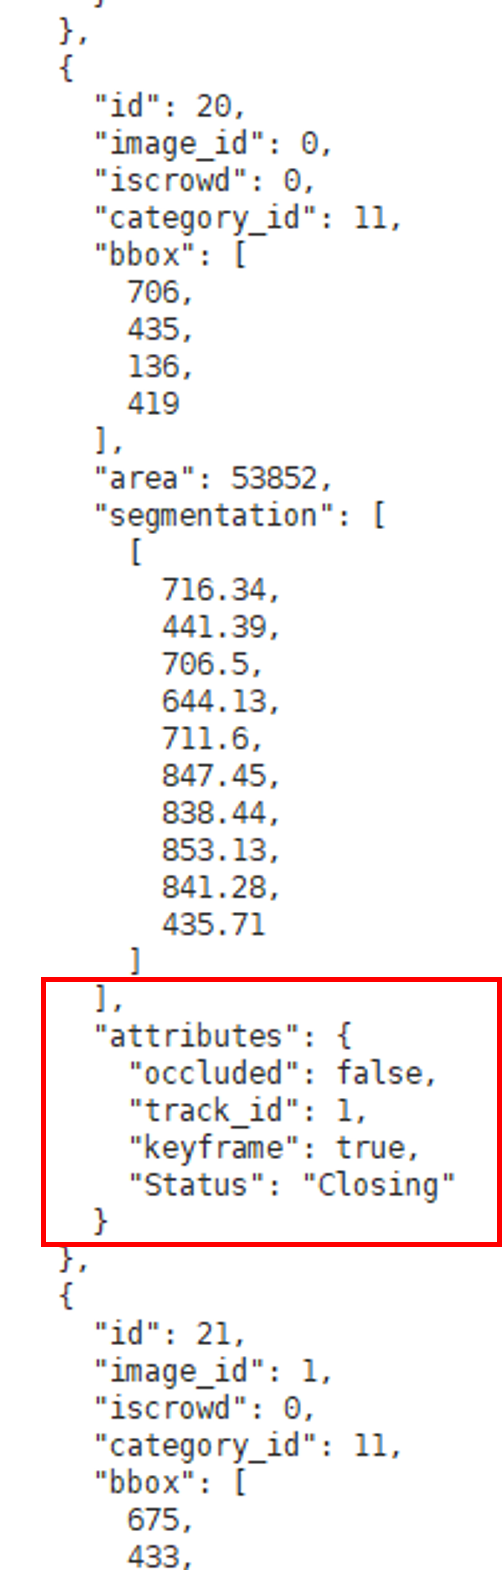 }
},
{
"id": 20,
"image_id": 0,
"iscrowd": 0,
"category_id": 11,
"bbox": [
706,
435,
136,
419
],
"area": 53852,
"segmentation": [
[
716.34,
441.39,
706.5,
644.13,
711.6,
847.45,
838.44,
853.13,
841.28,
435.71
]
],
"attributes": {
"occluded": false,
"track_id": 1,
"keyframe": true,
"Status": "Closing"
}
},
{
"id": 21,
"image_id": 1,
"iscrowd": 0,
"category_id": 11,
"bbox": [
675,
433,